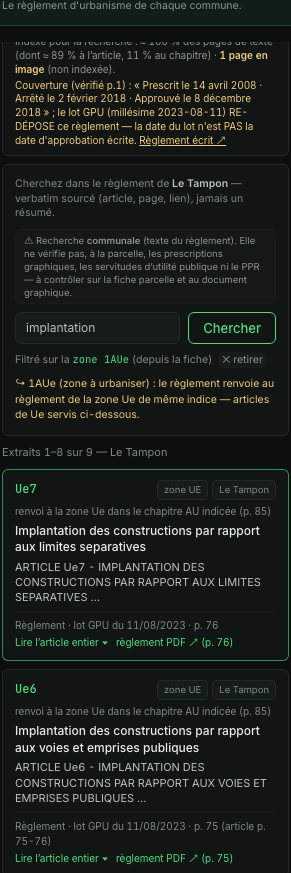 Le règlement d'urbanisme de chaque commune.
indexé pour la recherche : ≈ 100 % des pages de texte
(dont ≈ 89 % à l'article, 11 % au chapitre) · 1 page en
image (non indexée).
Couverture (vérifié p.1) : « Prescrit le 14 avril 2008 ·
Arrêté le 2 février 2018 · Approuvé le 8 décembre
2018 » ; le lot GPU (millésime 2023-08-11) RE-
DÉPOSE ce règlement — la date du lot n'est PAS la
date d'approbation écrite. Règlement écrit ↗
Cherchez dans le règlement de Le Tampon —
verbatim sourcé (article, page, lien), jamais un
résumé.
⚠ Recherche communale (texte du règlement). Elle
ne vérifie pas, à la parcelle, les prescriptions
graphiques, les servitudes d'utilité publique ni le PPR
— à contrôler sur la fiche parcelle et au document
graphique.
implantation
Chercher
Filtré sur la zone 1AUe (depuis la fiche) ✕ retirer
↪ 1AUe (zone à urbaniser) : le règlement renvoie au
règlement de la zone Ue de même indice — articles
de Ue servis ci-dessous.
Extraits 1–8 sur 9 — Le Tampon
Ue7 zone UE Le Tampon
renvoi à la zone Ue dans le chapitre AU indicée (p. 85)
Implantation des constructions par rapport
aux limites separatives
ARTICLE Ue7 - IMPLANTATION DES
CONSTRUCTIONS PAR RAPPORT AUX LIMITES
SEPARATIVES ...
Règlement · lot GPU du 11/08/2023 · p. 76
Lire l'article entier ▾ règlement PDF ↗ (p. 76)
Ue6 zone UE Le Tampon
renvoi à la zone Ue dans le chapitre AU indicée (p. 85)
Implantation des constructions par rapport
aux voies et emprises publiques
ARTICLE Ue6 - IMPLANTATION DES
CONSTRUCTIONS PAR RAPPORT AUX VOIES ET
EMPRISES PUBLIQUES ...
Règlement · lot GPU du 11/08/2023 · p. 75 (article p.
75-76)
Lire l'article entier ▾ règlement PDF ↗ (p. 75)